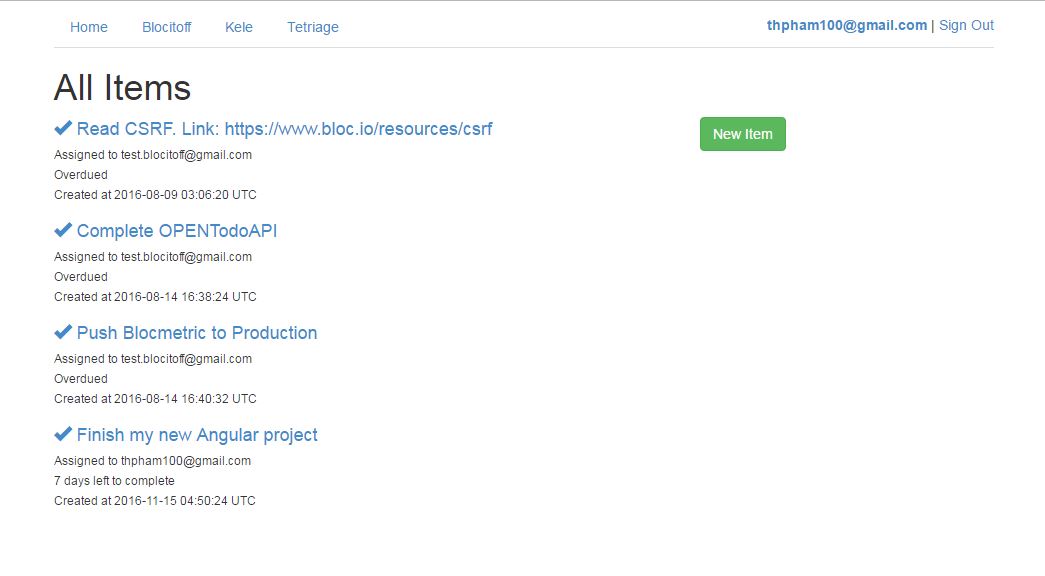 Home Blocitoff Kele Tetriage thpham100@gmail.com | Sign Out
All Items
Read CSRF. Link: https://www.bloc.io/resources/csrf
New Item
Assigned to test.blocitoff@gmail.com
Overdued
Created at 2016-08-09 03:06:20 UTC
Complete OPENTodoAPI
Assigned to test.blocitoff@gmail.com
Overdued
Created at 2016-08-14 16:38:24 UTC
Push Blocmetric to Production
Assigned to test.blocitoff@gmail.com
Overdued
Created at 2016-08-14 16:40:32 UTC
Finish my new Angular project
Assigned to thpham100@gmail.com
7 days left to complete
Created at 2016-11-15 04:50:24 UTC